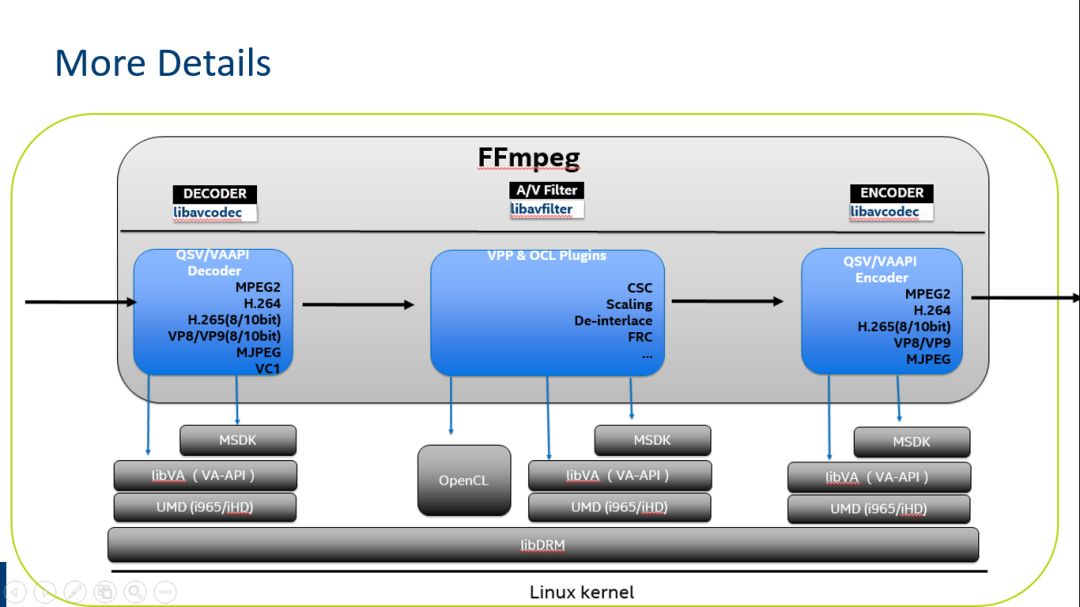 More Details
FFmpeg
DECODER
libavcodec
A/V Filter
libavfilter
ENCODER
libavcodec
QSV/VAAPI
Decoder
MPEG2
H.264
H.265(8/10bit)
VP8/VP9(8/10bit)
MJPEG
VC1
VPP & OCL Plugins
CSC
Scaling
De-interlace
FRC
...
QSV/VAAPI
Encoder
MPEG2
H.264
H.265(8/10bit)
VP8/VP9
MJPEG
MSDK
libVA ( VA-API )
UMD (i965/iHD)
OpenCL
MSDK
libVA ( VA-API )
UMD (i965/iHD)
MSDK
libVA ( VA-API )
UMD (i965/iHD)
libDRM
Linux kernel